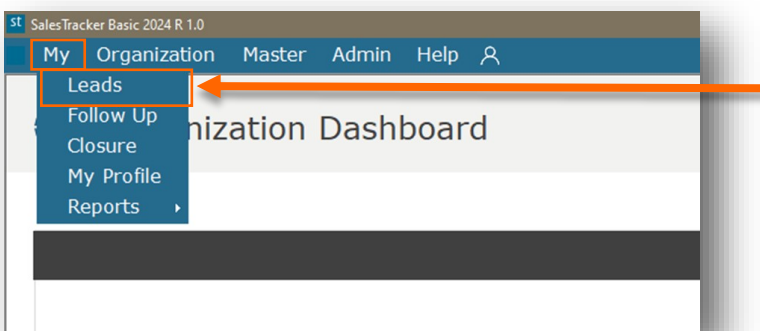 st SalesTracker Basic 2024 R 1.0
My Organization Master Admin Help
Leads
Follow Up
nization Dashboard
Closure
My Profile
Reports